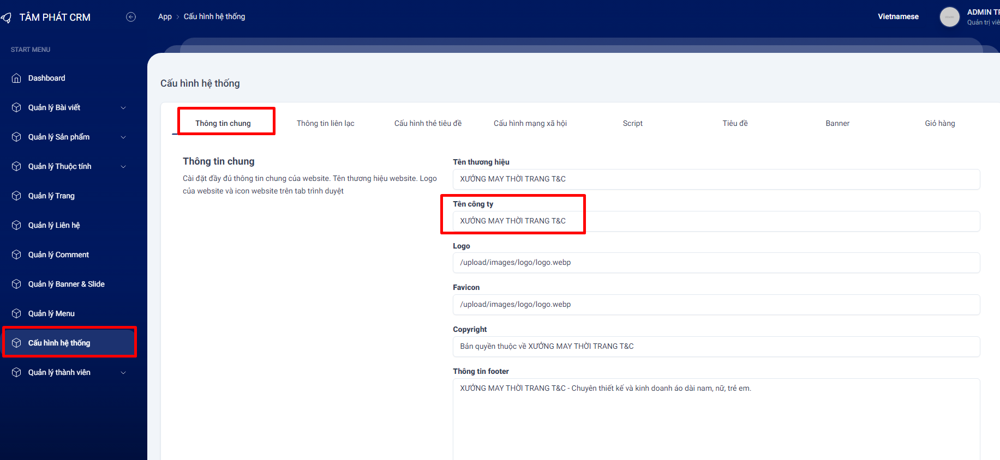 TÂM PHÁT CRM
App > Cấu hình hệ thống
Vietnamese
ADMIN TR
Quản trị viê
START MENU
Dashboard
Quản lý Bài viết
Quản lý Sản phẩm
Quản lý Thuộc tính
Quản lý Trang
Quản lý Liên hệ
Quản lý Comment
Quản lý Banner & Slide
Quản lý Menu
Cấu hình hệ thống
Quản lý thành viên
Cấu hình hệ thống
Thông tin chung
Thông tin liên lạc
Cấu hình thẻ tiêu đề
Cấu hình mạng xã hội
Script
Tiêu đề
Banner
Giỏ hàng
Thông tin chung
Cài đặt đầy đủ thông tin chung của website. Tên thương hiệu website. Logo
của website và icon website trên tab trình duyệt
Tên thương hiệu
XƯỞNG MAY THỜI TRANG T&C
Tên công ty
XƯỞNG MAY THỜI TRANG T&C
Logo
/upload/images/logo/logo.webp
Favicon
/upload/images/logo/logo.webp
Copyright
Bản quyền thuộc về XƯỞNG MAY THỜI TRANG T&C
Thông tin footer
XƯỞNG MAY THỜI TRANG T&C - Chuyên thiết kế và kinh doanh áo dài nam, nữ, trẻ em.